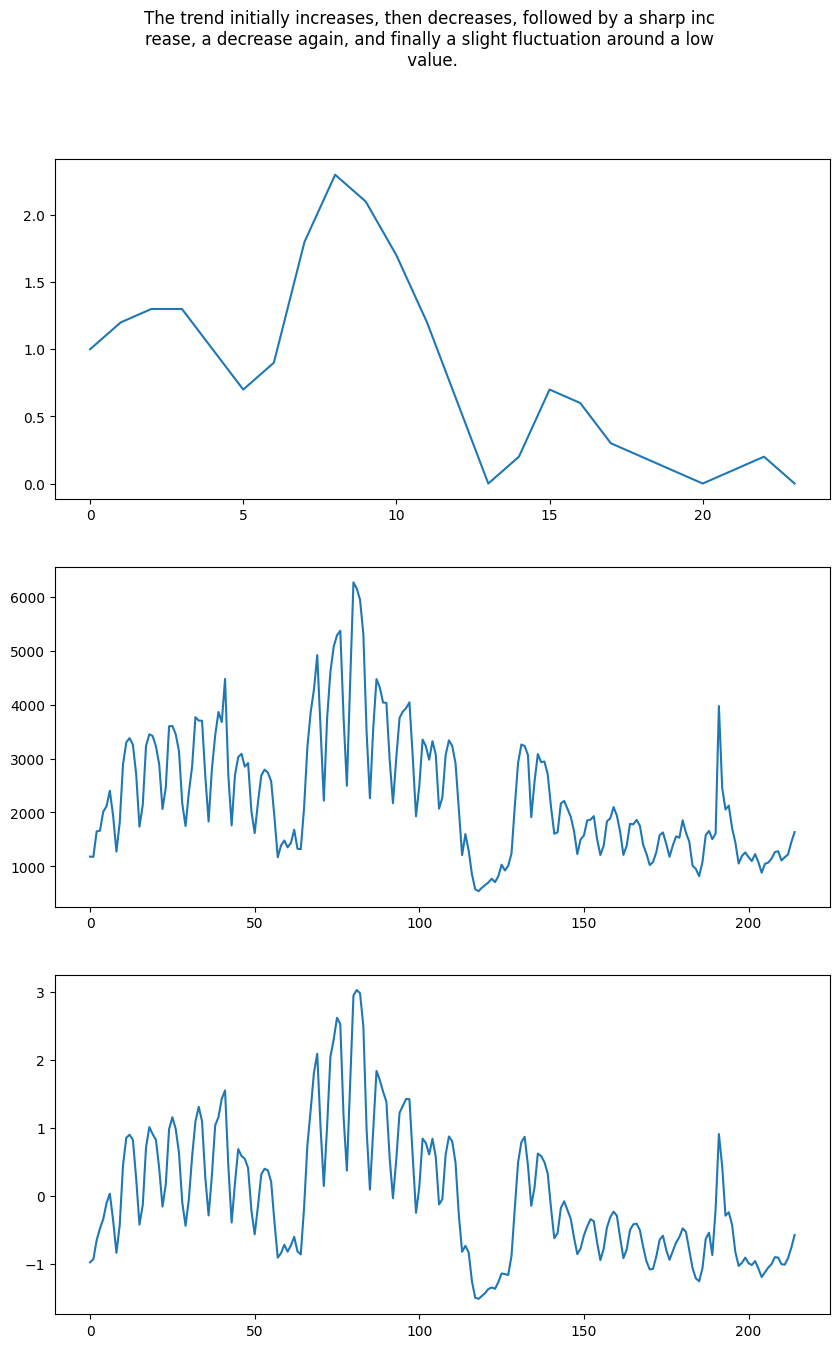 The trend initially increases, then decreases, followed by a sharp inc
rease, a decrease again, and finally a slight fluctuation around a low
value.
2.0
1.5
1.0
0.5
0.0
0 5 10 15 20
6000
5000
4000
3000
2000
1000
0 50 100 150 200
3
2
1
0
−1
0 50 100 150 200